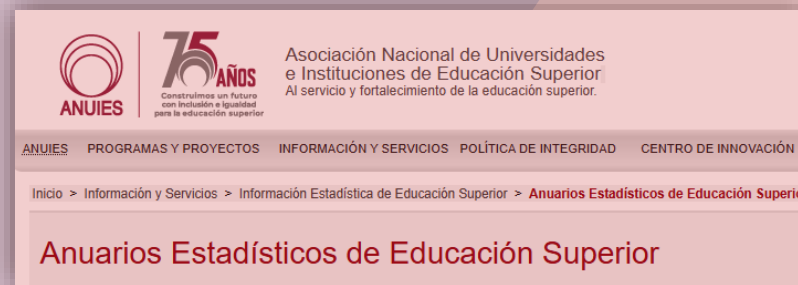 ANUIES
75 AÑOS
Construimos un futuro
con inclusión e igualdad
para la educación superior
Asociación Nacional de Universidades
e Instituciones de Educación Superior
Al servicio y fortalecimiento de la educación superior.
ANUIES PROGRAMAS Y PROYECTOS INFORMACIÓN Y SERVICIOS POLÍTICA DE INTEGRIDAD CENTRO DE INNOVACIÓN
Inicio > Información y Servicios > Información Estadística de Educación Superior > Anuarios Estadísticos de Educación Superi
Anuarios Estadísticos de Educación Superior